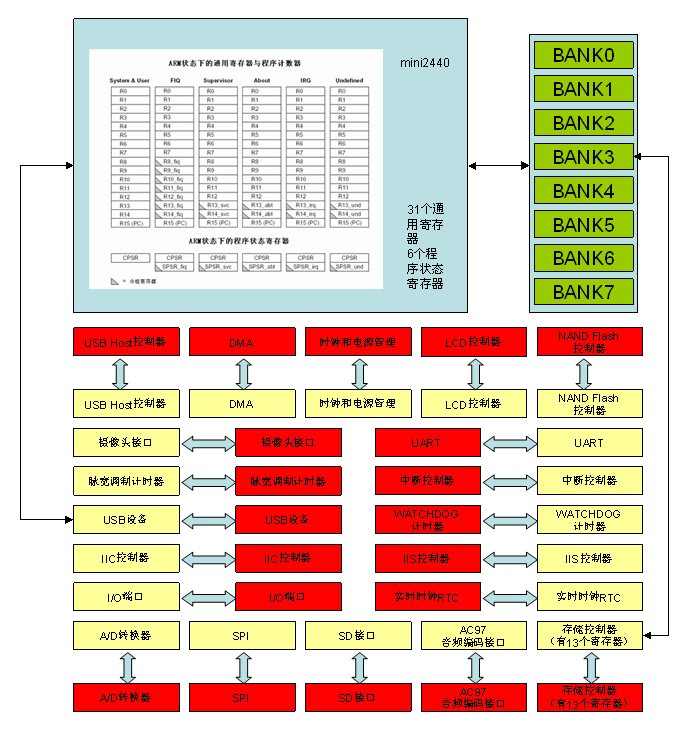 mini2440
ARM状态下的通用寄存器与程序计数器
System & User FIQ Supervisor About IRG Undefined
R0 R0 R0 R0 R0 R0
R1 R1 R1 R1 R1 R1
R2 R2 R2 R2 R2 R2
R3 R3 R3 R3 R3 R3
R4 R4 R4 R4 R4 R4
R5 R5 R5 R5 R5 R5
R6 R6 R6 R6 R6 R6
R7 R7 R7 R7 R7 R7
R8 R8_fiq R8 R8 R8 R8
R9 R9_fiq R9 R9 R9 R9
R10 R10_fiq R10 R10 R10 R10
R11 R11_fiq R11 R11 R11 R11
R12 R12_fiq R12 R12 R12 R12
R13 R13_fiq R13_svc R13_abt R13_irq R13_und
R14 R14_fiq R14_svc R14_abt R14_irq R14_und
R15 (PC) R15 (PC) R15 (PC) R15 (PC) R15 (PC) R15 (PC)
ARM状态下的程序状态寄存器
CPSR CPSR CPSR CPSR CPSR CPSR
SPSR_fiq SPSR_svc SPSR_abt SPSR_irq SPSR_und
= 分组寄存器
31个通
用寄存
器
6个程
序状态
寄存器
BANK0
BANK1
BANK2
BANK3
BANK4
BANK5
BANK6
BANK7
USB Host控制器 DMA 时钟和电源管理 LCD控制器 NAND Flash
控制器
USB Host控制器 DMA 时钟和电源管理 LCD控制器 NAND Flash
控制器
摄像头接口 摄像头接口 UART UART
脉宽调制计时器 脉宽调制计时器 中断控制器 中断控制器
USB设备 USB设备 WATCHDOG WATCHDOG
计时器 计时器
IIC控制器 IIC控制器 IIS控制器 IIS控制器
I/O端口 I/O端口 实时时钟RTC 实时时钟RTC
A/D转换器 SPI SD接口 AC97 存储控制器
音频编码接口 (有13个寄存器)
A/D转换器 SPI SD接口 AC97 存储控制器
音频编码接口 (有13个寄存器)